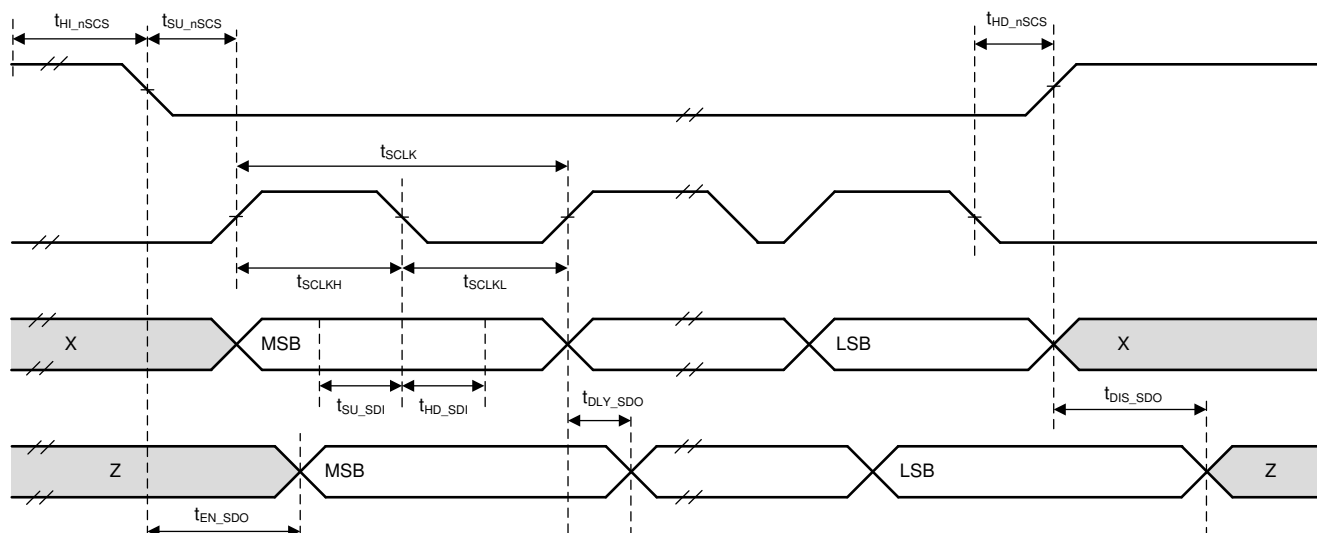 tHI_nSCS tSU_nSCS tHD_nSCS
tSCLK
tSCLKH tSCLKL
X MSB LSB X
tSU_SDI tHD_SDI tDLY_SDO tDIS_SDO
Z MSB LSB Z
tEN_SDO